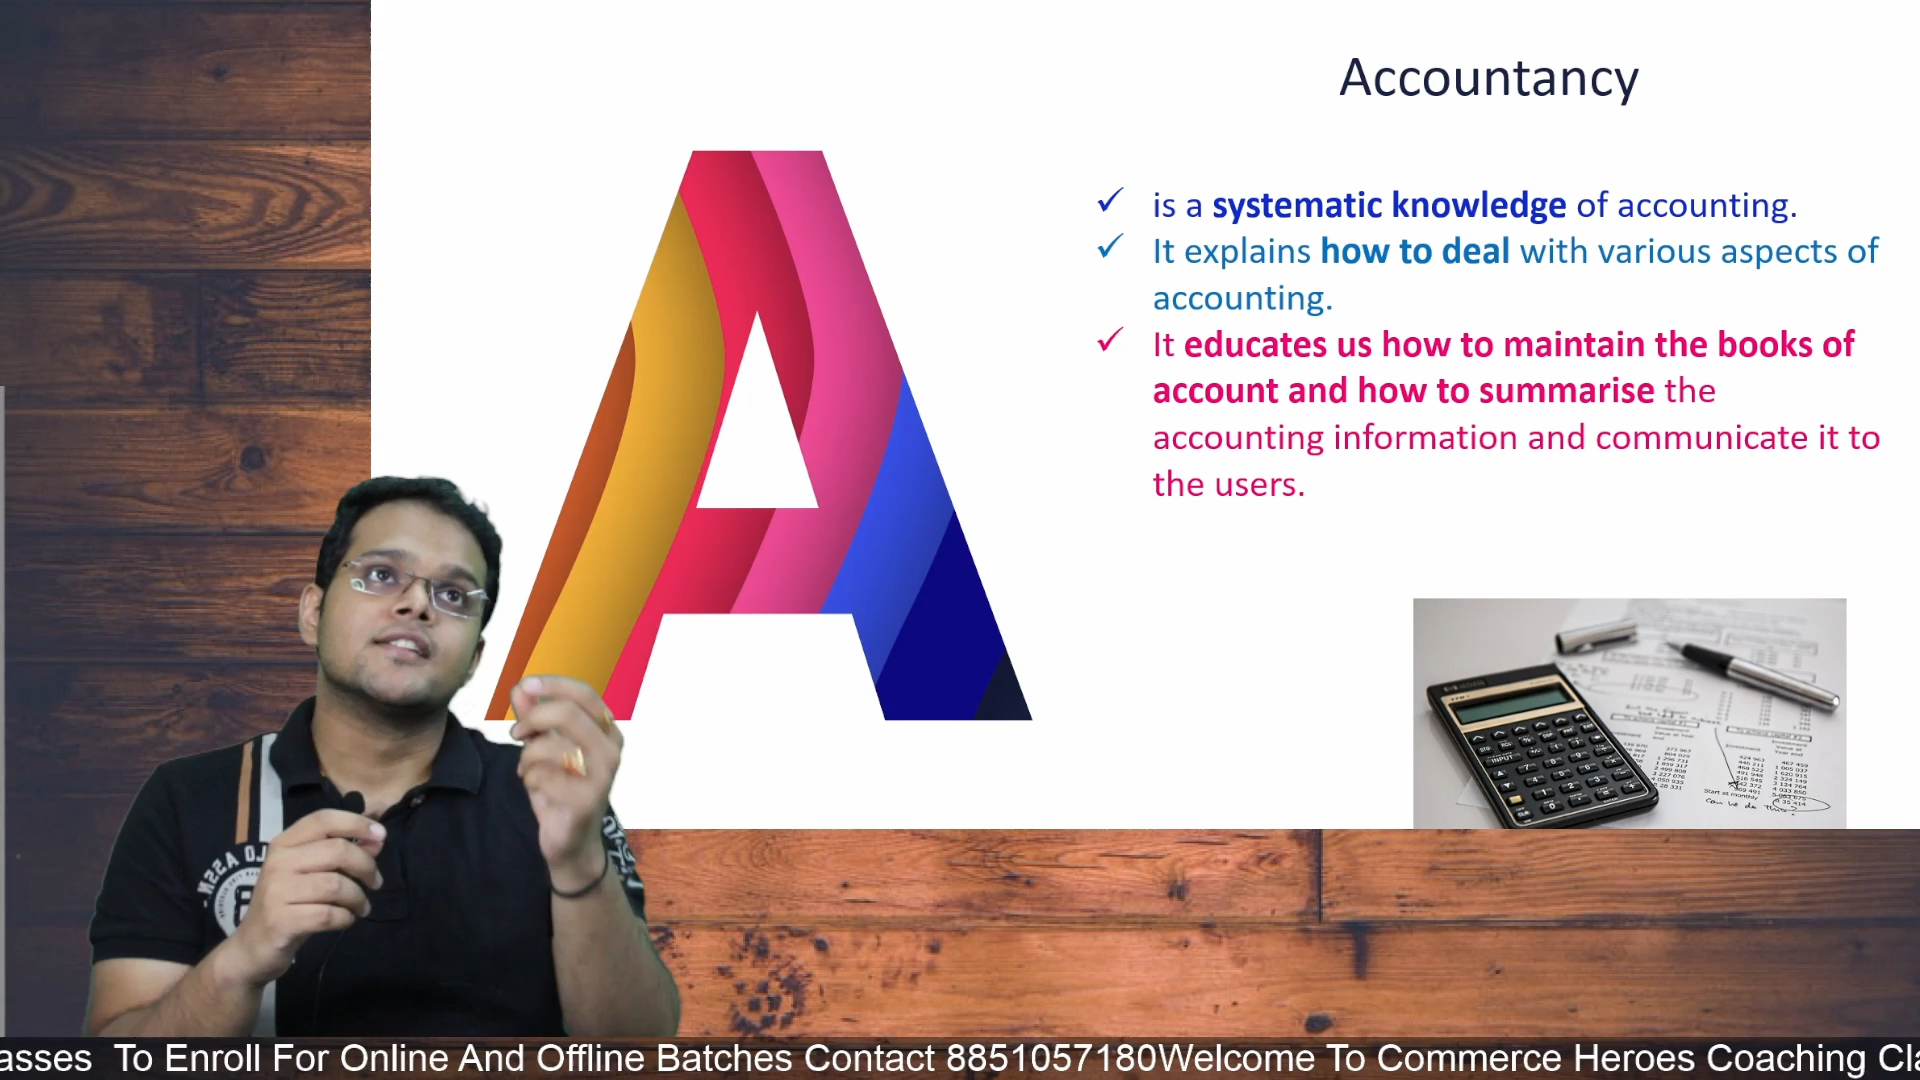 Accountancy
✓ is a systematic knowledge of accounting.
✓ It explains how to deal with various aspects of
accounting.
✓ It educates us how to maintain the books of
account and how to summarise the
accounting information and communicate it to
the users.
asses To Enroll For Online And Offline Batches Contact 8851057180Welcome To Commerce Heroes Coaching Cla